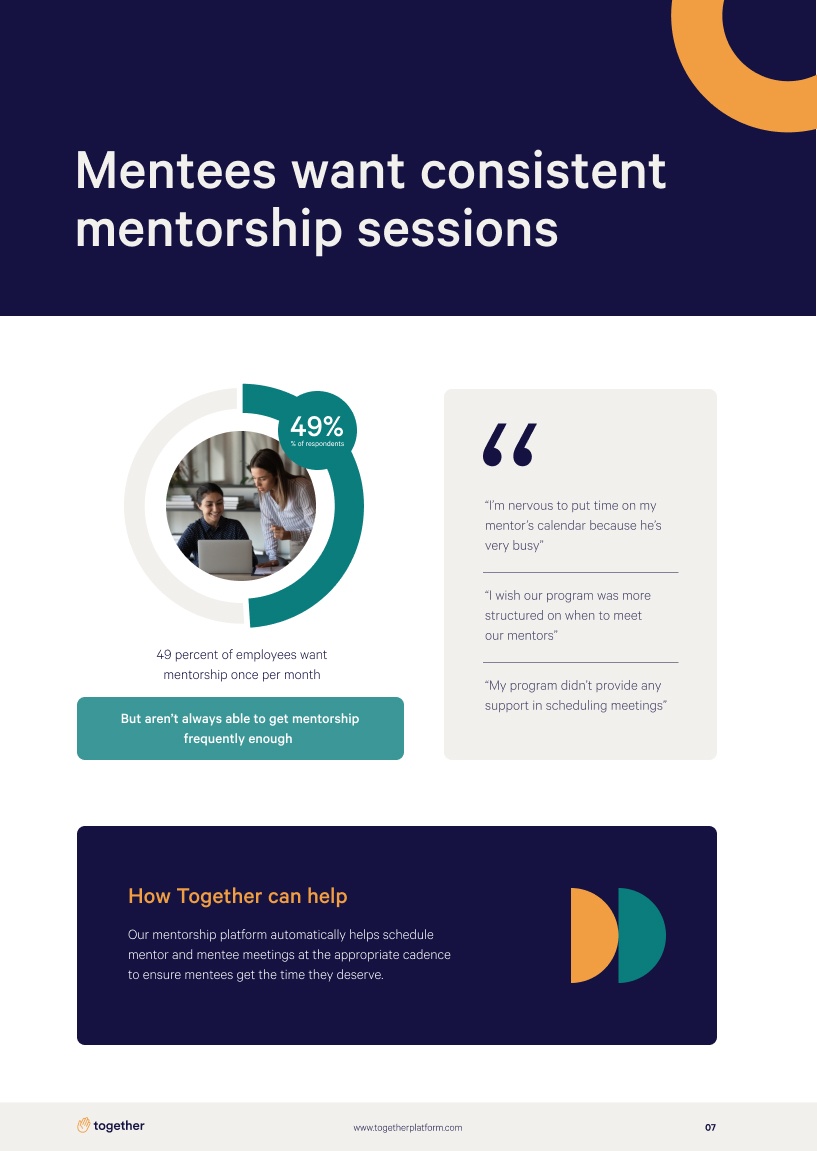 Mentees want consistent
mentorship sessions
49%
% of respondents
49 percent of employees want
mentorship once per month
But aren't always able to get mentorship
frequently enough
“
“I’m nervous to put time on my
mentor’s calendar because he’s
very busy”
“I wish our program was more
structured on when to meet
our mentors”
“My program didn’t provide any
support in scheduling meetings”
How Together can help
Our mentorship platform automatically helps schedule
mentor and mentee meetings at the appropriate cadence
to ensure mentees get the time they deserve.
together
www.togetherplatform.com
07